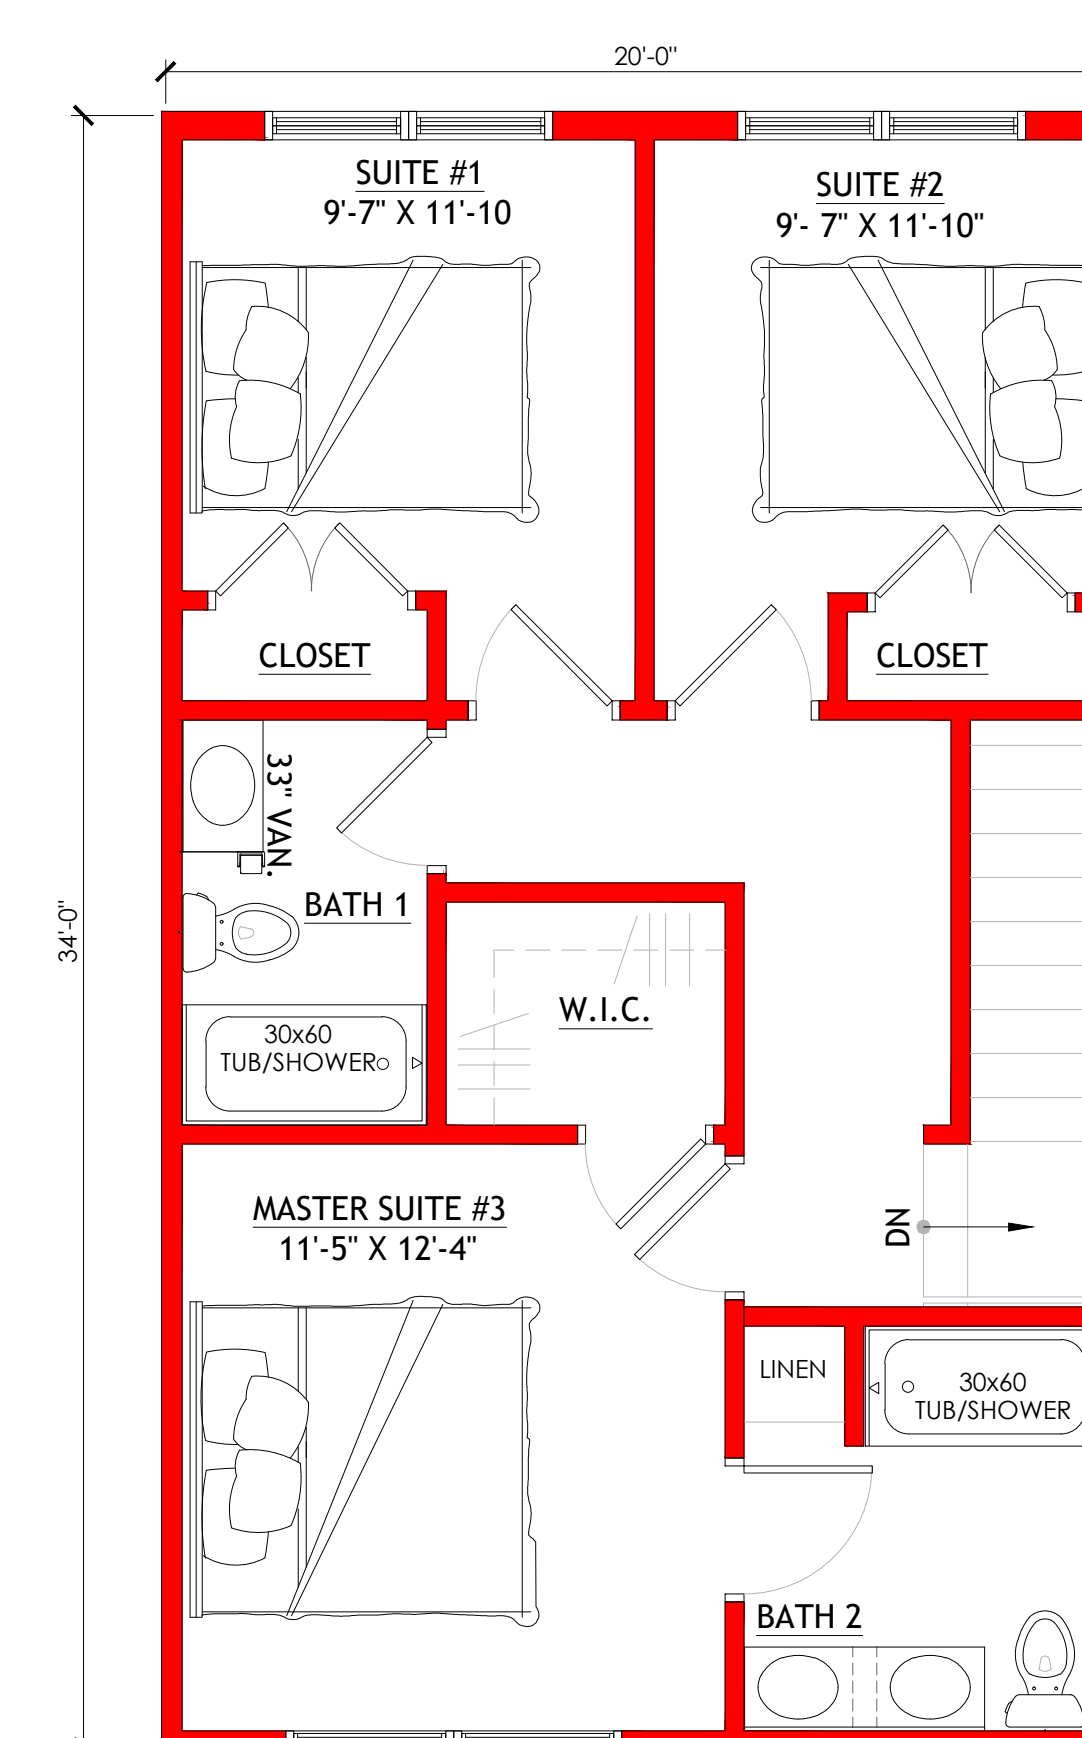 20'-0"
SUITE #1
9'-7" X 11'-10
SUITE #2
9'- 7" X 11'-10"
CLOSET
CLOSET
33" VAN.
BATH 1
34'-0"
W.I.C.
30x60
TUB/SHOWER
MASTER SUITE #3
11'-5" X 12'-4"
DN
LINEN
30x60
TUB/SHOWER
BATH 2